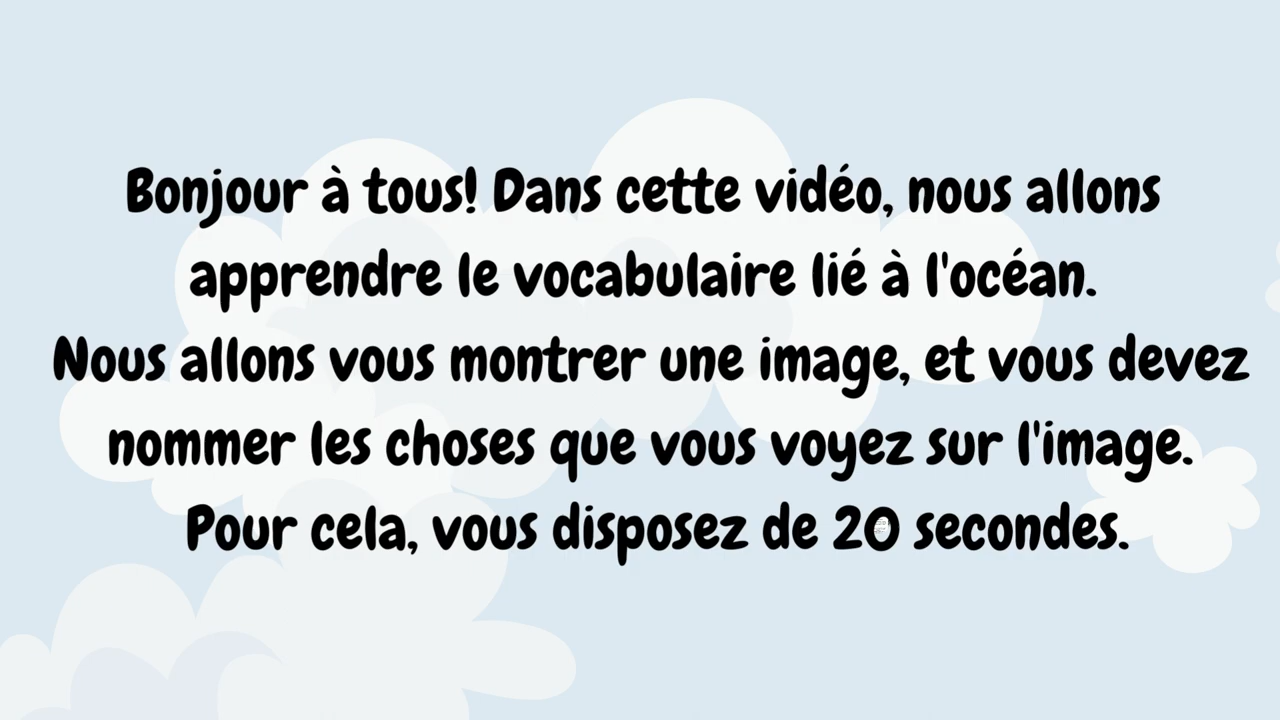 Bonjour à tous! Dans cette vidéo, nous allons
apprendre le vocabulaire lié à l'océan.
Nous allons vous montrer une image, et vous devez
nommer les choses que vous voyez sur l'image.
Pour cela, vous disposez de 20 secondes.